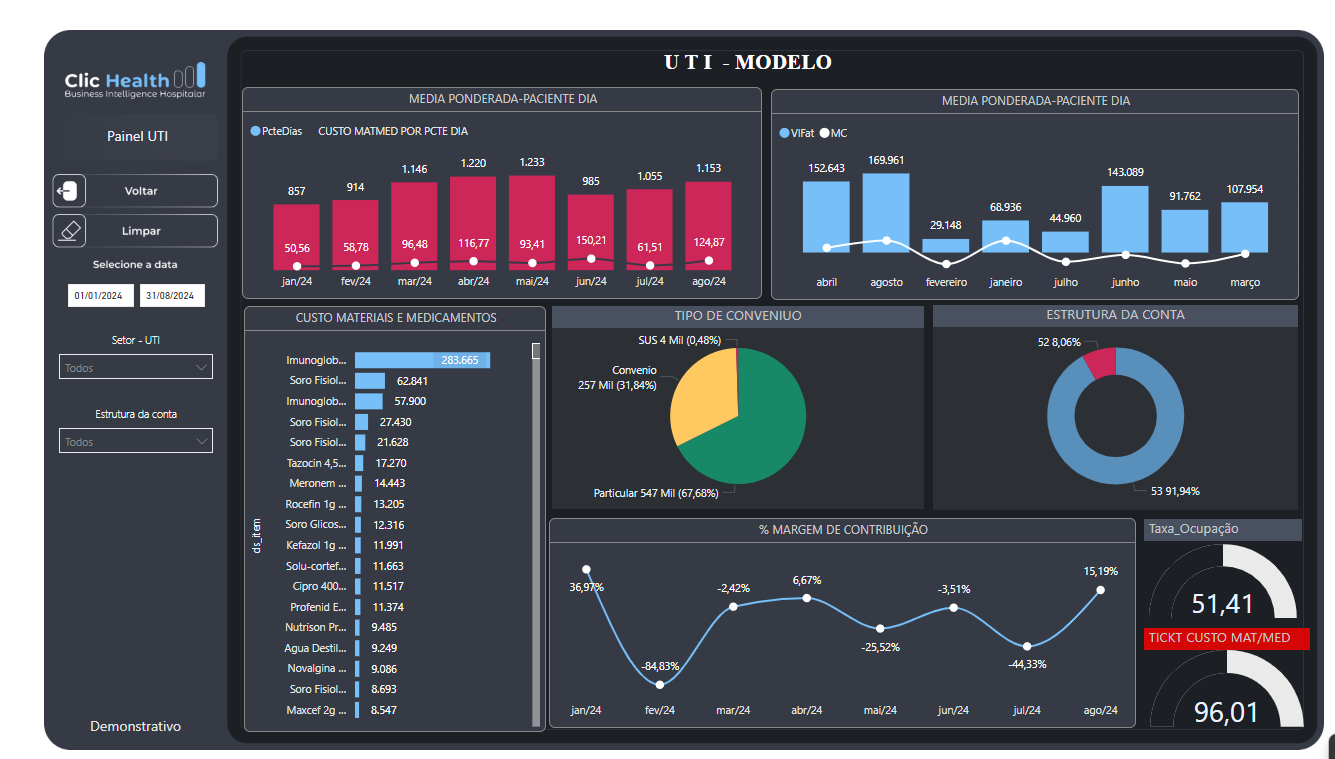 Clic Health
Business Intelligence Hospitalar
Painel UTI
Voltar
Limpar
Selecione a data
01/01/2024 31/08/2024
Setor - UTI
Todos
Estrutura da conta
Todos
Demonstrativo
U T I - MODELO
MEDIA PONDERADA-PACIENTE DIA
PcteDias CUSTO MATMED POR PCTE DIA
857 914 1.146 1.220 1.233 985 1.055 1.153
50,56 58,78 96,48 116,77 93,41 150,21 61,51 124,87
jan/24 fev/24 mar/24 abr/24 mai/24 jun/24 jul/24 ago/24
MEDIA PONDERADA-PACIENTE DIA
VlFat MC
152.643 169.961 29.148 68.936 44.960 143.089 91.762 107.954
abril agosto fevereiro janeiro julho junho maio março
CUSTO MATERIAIS E MEDICAMENTOS
ds_item
Imunoglob... 283.665
Soro Fisiol... 62.841
Imunoglob... 57.900
Soro Fisiol... 27.430
Soro Fisiol... 21.628
Tazocin 4,5... 17.270
Meronem ... 14.443
Rocefin 1g ... 13.205
Soro Glicos... 12.316
Kefazol 1g ... 11.991
Solu-cortef... 11.663
Cipro 400... 11.517
Profenid E... 11.374
Nutrison Pr... 9.485
Agua Destil... 9.249
Novalgina ... 9.086
Soro Fisiol... 8.693
Maxcef 2g ... 8.547
TIPO DE CONVENIUO
SUS 4 Mil (0,48%)
Convenio
257 Mil (31,84%)
Particular 547 Mil (67,68%)
ESTRUTURA DA CONTA
52 8,06%
53 91,94%
% MARGEM DE CONTRIBUIÇÃO
36,97% -84,83% -2,42% 6,67% -25,52% -3,51% -44,33% 15,19%
jan/24 fev/24 mar/24 abr/24 mai/24 jun/24 jul/24 ago/24
Taxa_Ocupação
51,41
TICKT CUSTO MAT/MED
96,01